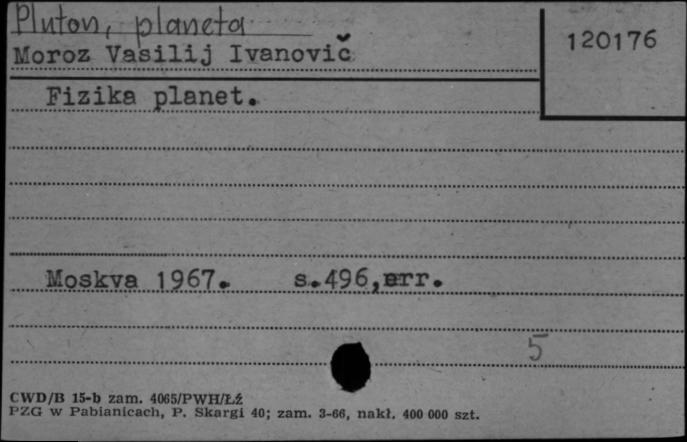 Pluton, planeta
Moroz Vasilij Ivanovič
120176
Fizika planet.
Moskva 1967. s.496,err.
5
CWD/B 15-b zam. 4065/PWH/Łź
PZG w Pabianicach, P. Skargi 40; zam. 3-66, nakł. 400 000 szt.